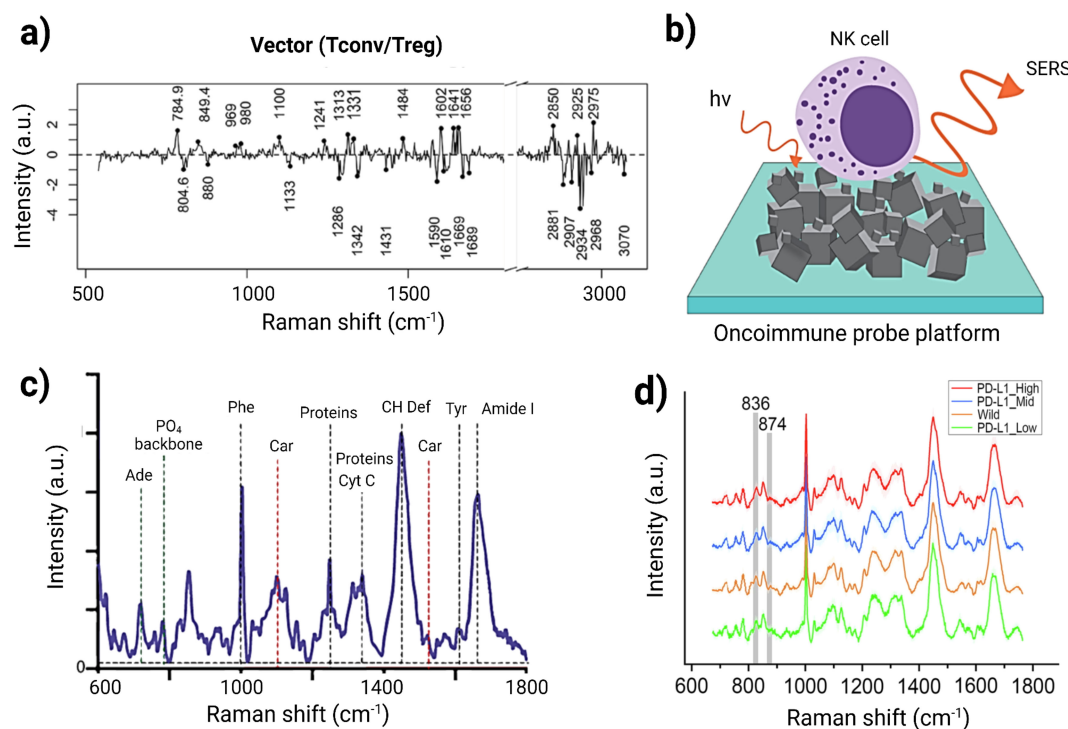 a)
Vector (Tconv/Treg)
784.9
849.4
969
980
1100
1241
1313
1331
1484
1602
1641
1656
2850
2925
2975
Intensity (a.u.)
2
0
-2
-4
804.6
880
1133
1286
1342
1431
1590
1610
1669
1689
2881
2907
2934
2968
3070
500
1000
1500
3000
Raman shift (cm⁻¹)
b)
NK cell
SERS
hν
Oncoimmune probe platform
c)
Intensity (a.u.)
Ade
PO₄
backbone
Phe
Car
Proteins
Proteins
Cyt C
CH Def
Car
Tyr
Amide I
0
600
1000
1400
1800
Raman shift (cm⁻¹)
d)
836
874
PD-L1_High
PD-L1_Mid
Wild
PD-L1_Low
Intensity (a.u.)
600
800
1000
1200
1400
1600
1800
Raman shift (cm⁻¹)